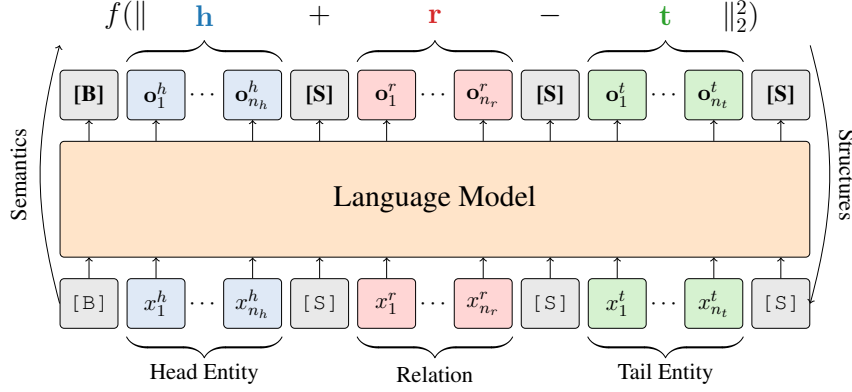 f(∥ h + r − t ∥₂²)
[B] o₁ʰ ··· oₙₕʰ [S] o₁ʳ ··· oₙᵣʳ [S] o₁ᵗ ··· oₙₜᵗ [S]
Semantics
Language Model
Structures
[B] x₁ʰ ··· xₙₕʰ [S] x₁ʳ ··· xₙᵣʳ [S] x₁ᵗ ··· xₙₜᵗ [S]
Head Entity Relation Tail Entity